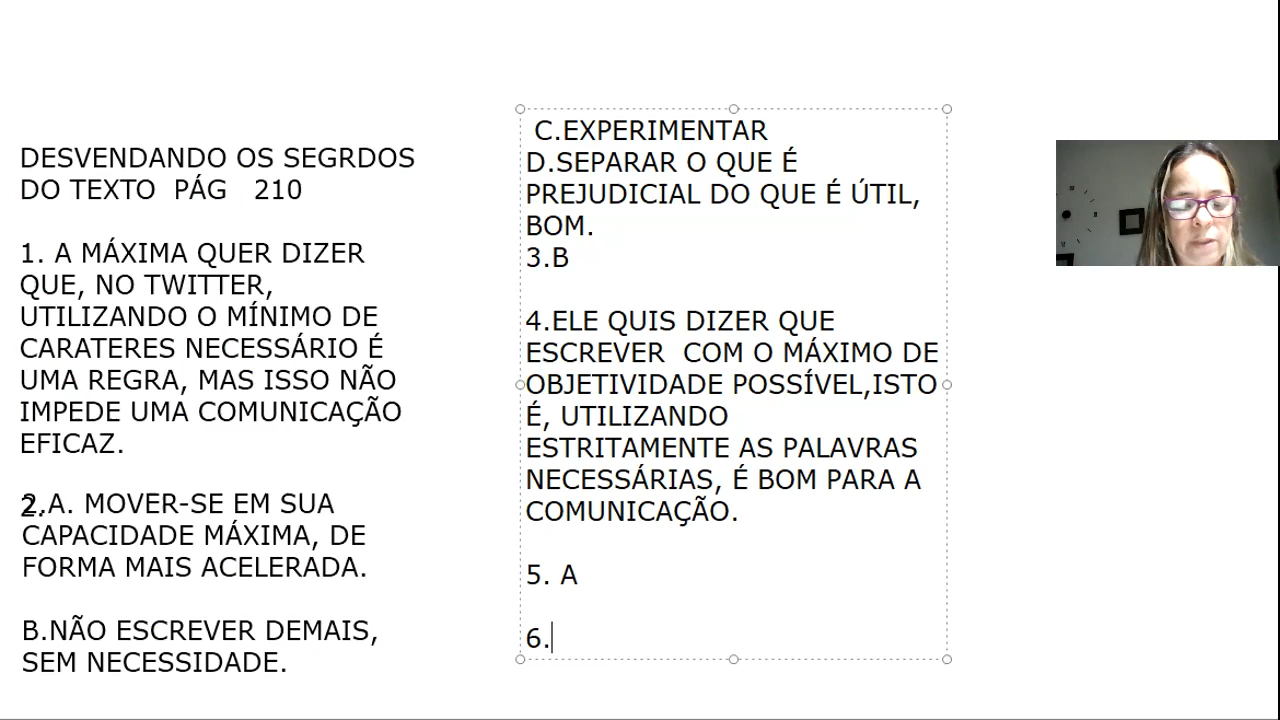 DESVENDANDO OS SEGRDOS
DO TEXTO PÁG 210
1. A MÁXIMA QUER DIZER
QUE, NO TWITTER,
UTILIZANDO O MÍNIMO DE
CARATERES NECESSÁRIO É
UMA REGRA, MAS ISSO NÃO
IMPEDE UMA COMUNICAÇÃO
EFICAZ.
2.A. MOVER-SE EM SUA
CAPACIDADE MÁXIMA, DE
FORMA MAIS ACELERADA.
B.NÃO ESCREVER DEMAIS,
SEM NECESSIDADE.
C.EXPERIMENTAR
D.SEPARAR O QUE É
PREJUDICIAL DO QUE É ÚTIL,
BOM.
3.B
4.ELE QUIS DIZER QUE
ESCREVER COM O MÁXIMO DE
OBJETIVIDADE POSSÍVEL,ISTO
É, UTILIZANDO
ESTRITAMENTE AS PALAVRAS
NECESSÁRIAS, É BOM PARA A
COMUNICAÇÃO.
5. A
6.